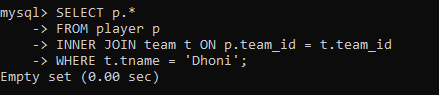 mysql> SELECT p.*
    -> FROM player p
    -> INNER JOIN team t ON p.team_id = t.team_id
    -> WHERE t.tname = 'Dhoni';
Empty set (0.00 sec)